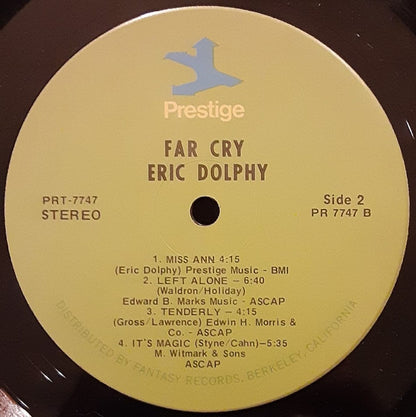 Prestige
FAR CRY
ERIC DOLPHY
PRT-7747
STEREO
Side 2
PR 7747 B
1. MISS ANN 4:15
(Eric Dolphy) Prestige Music - BMI
2. LEFT ALONE – 6:40
(Waldron/Holiday)
Edward B. Marks Music - ASCAP
3. TENDERLY – 4:15
(Gross/Lawrence) Edwin H. Morris &
Co. - ASCAP
4. IT'S MAGIC (Styne/Cahn)-5:35
M. Witmark & Sons
ASCAP
DISTRIBUTED BY FANTASY RECORDS, BERKELEY, CALIFORNIA